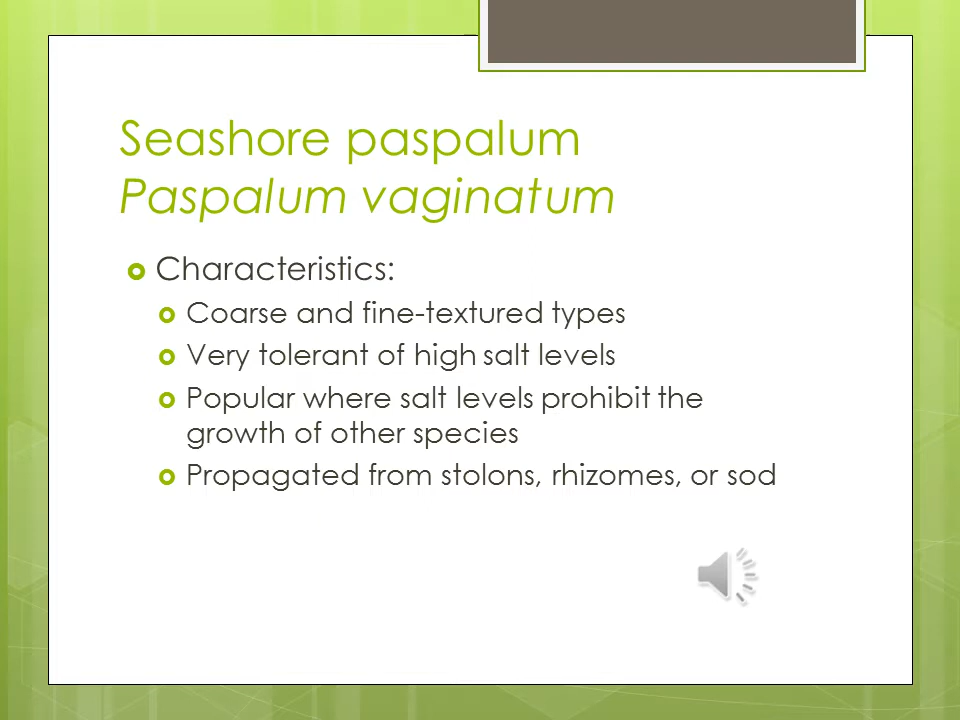 Seashore paspalum
Paspalum vaginatum
Characteristics:
Coarse and fine-textured types
Very tolerant of high salt levels
Popular where salt levels prohibit the
growth of other species
Propagated from stolons, rhizomes, or sod